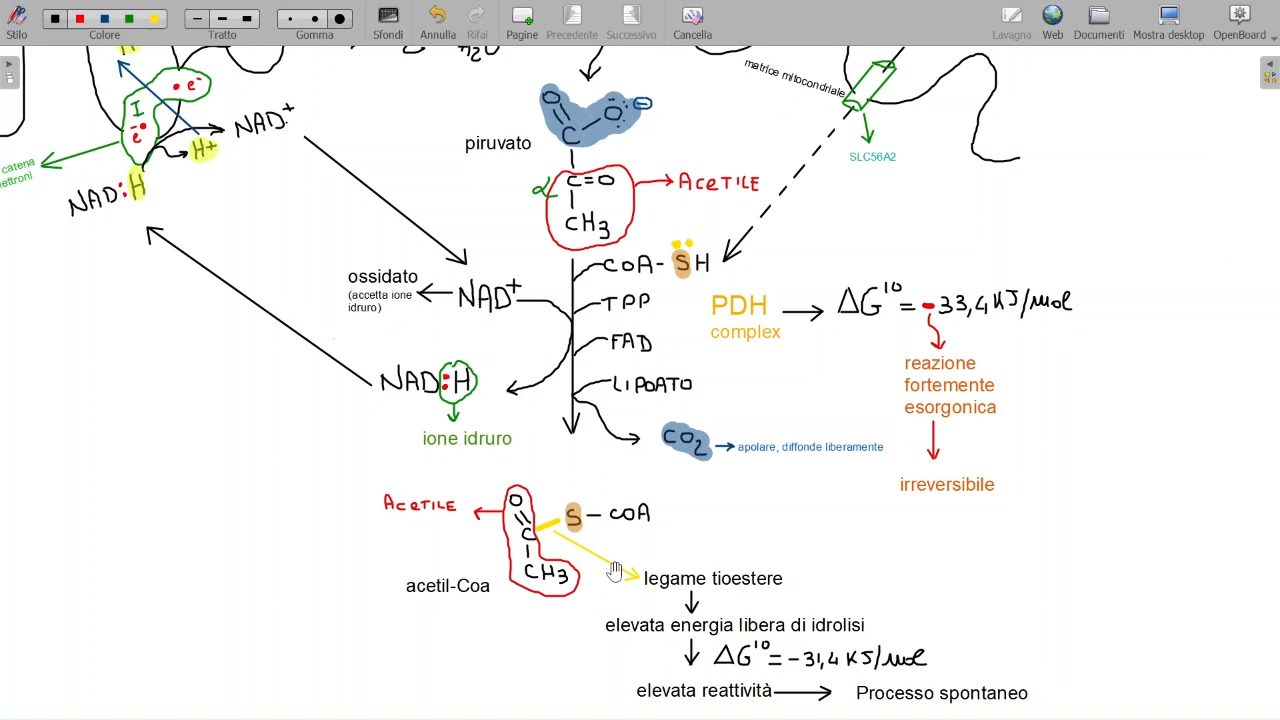 Stilo
Colore
Tratto
Gomma
Sfondi
Annulla
Rifai
Pagine
Precedente
Successivo
Cancella
Lavagna
Web
Documenti
Mostra desktop
OpenBoard
matrice mitocondriale
SLC56A2
I
e-
e-
H+
NAD+
NAD:H
catena
elettroni
O
O
⊖
C
piruvato
α
C=O
CH3
ACETILE
COA-SH
ossidato
(accetta ione
idruro)
NAD+
TPP
FAD
LIPOATO
PDH
complex
ΔG'° = -33,4 KJ/mol
reazione
fortemente
esorgonica
irreversibile
NAD:H
ione idruro
CO2
apolare, diffonde liberamente
ACETILE
O
C
S - COA
CH3
acetil-Coa
legame tioestere
elevata energia libera di idrolisi
ΔG'° = -31,4 KJ/mol
elevata reattività
Processo spontaneo